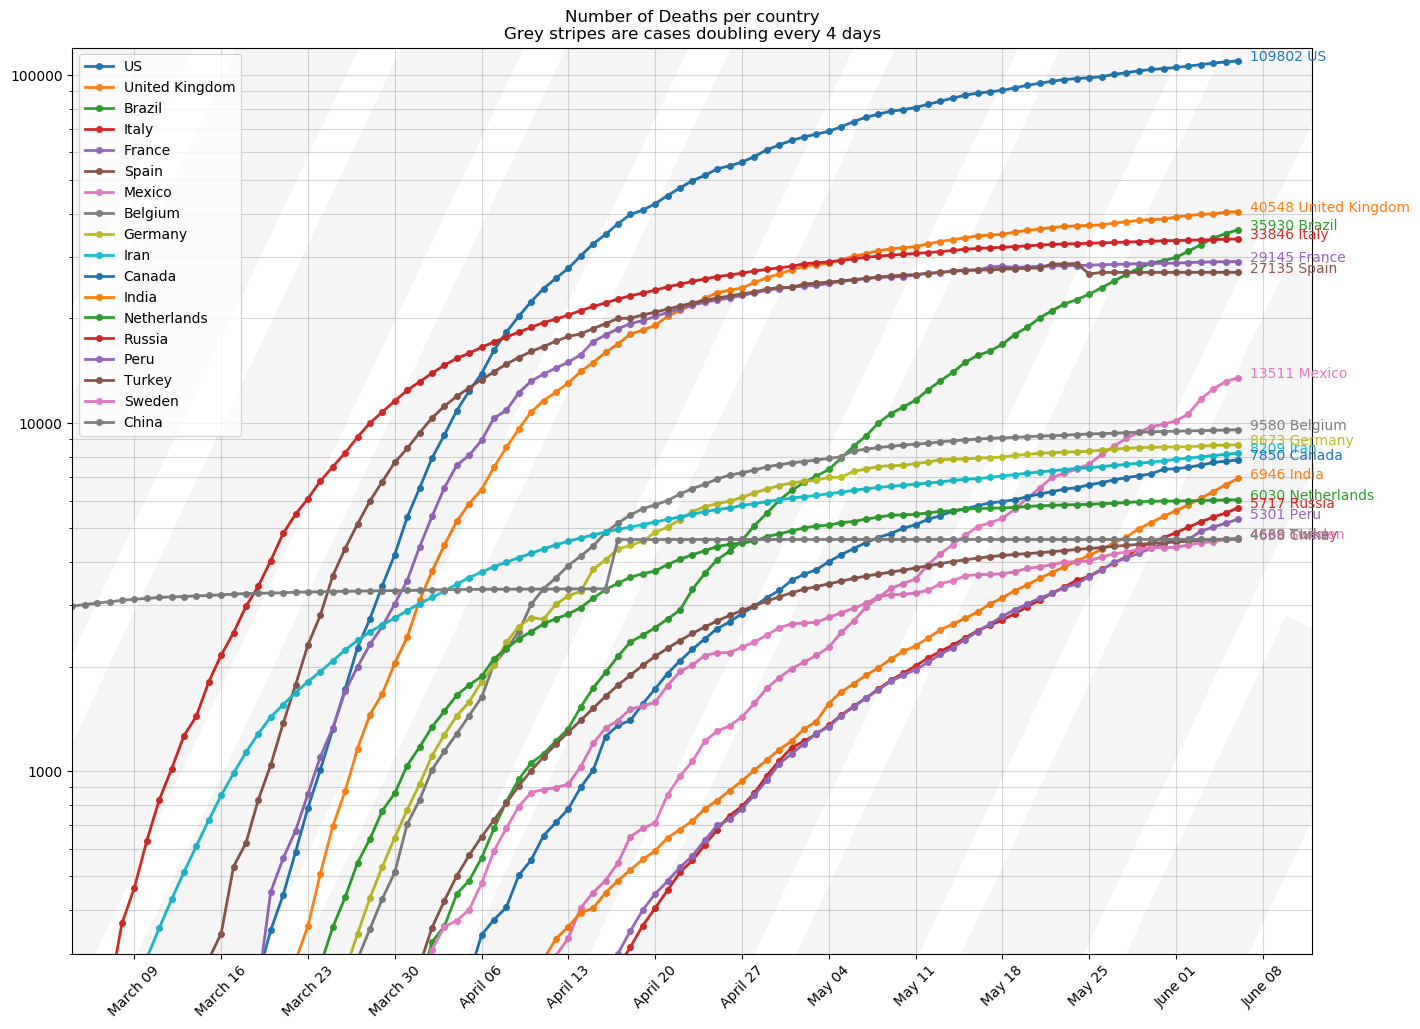 Number of Deaths per country
Grey stripes are cases doubling every 4 days
US
United Kingdom
Brazil
Italy
France
Spain
Mexico
Belgium
Germany
Iran
Canada
India
Netherlands
Russia
Peru
Turkey
Sweden
China
100000
10000
1000
109802 US
40548 United Kingdom
35930 Brazil
33846 Italy
29145 France
27135 Spain
13511 Mexico
9580 Belgium
8673 Germany
8209 Iran
7850 Canada
6946 India
6030 Netherlands
5717 Russia
5301 Peru
March 09
March 16
March 23
March 30
April 06
April 13
April 20
April 27
May 04
May 11
May 18
May 25
June 01
June 08